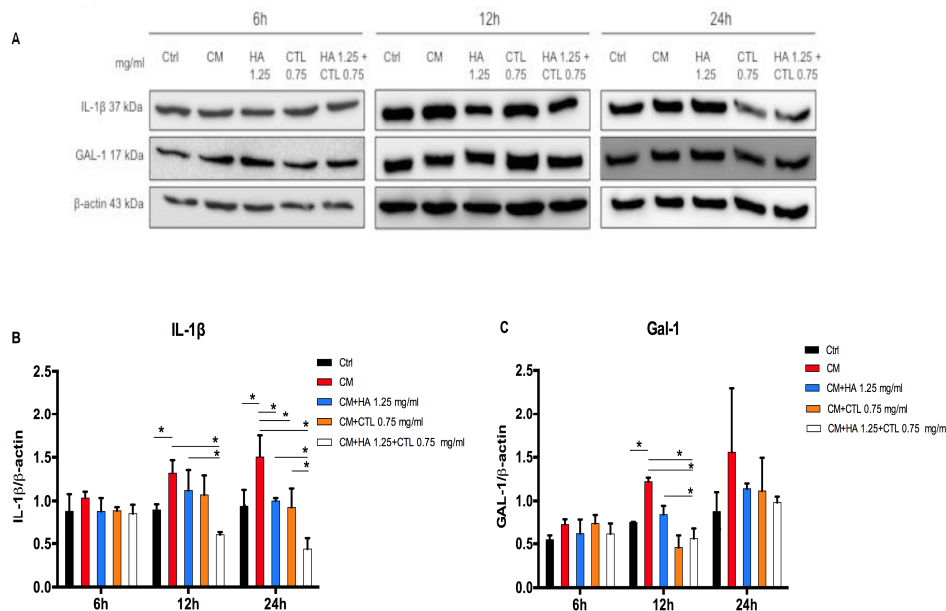 6h 12h 24h
A
mg/ml Ctrl CM HA 1.25 CTL 0.75 HA 1.25 + CTL 0.75 Ctrl CM HA 1.25 CTL 0.75 HA 1.25 + CTL 0.75 Ctrl CM HA 1.25 CTL 0.75 HA 1.25 + CTL 0.75
IL-1β 37 kDa
GAL-1 17 kDa
β-actin 43 kDa
B
IL-1β
IL-1β/β-actin
2.5
2.0
1.5
1.0
0.5
0.0
* * * * * * * *
6h 12h 24h
Ctrl
CM
CM+HA 1.25 mg/ml
CM+CTL 0.75 mg/ml
CM+HA 1.25+CTL 0.75 mg/ml
C
Gal-1
GAL-1/β-actin
2.5
2.0
1.5
1.0
0.5
0.0
* * * *
6h 12h 24h
Ctrl
CM
CM+HA 1.25 mg/ml
CM+CTL 0.75 mg/ml
CM+HA 1.25+CTL 0.75 mg/m